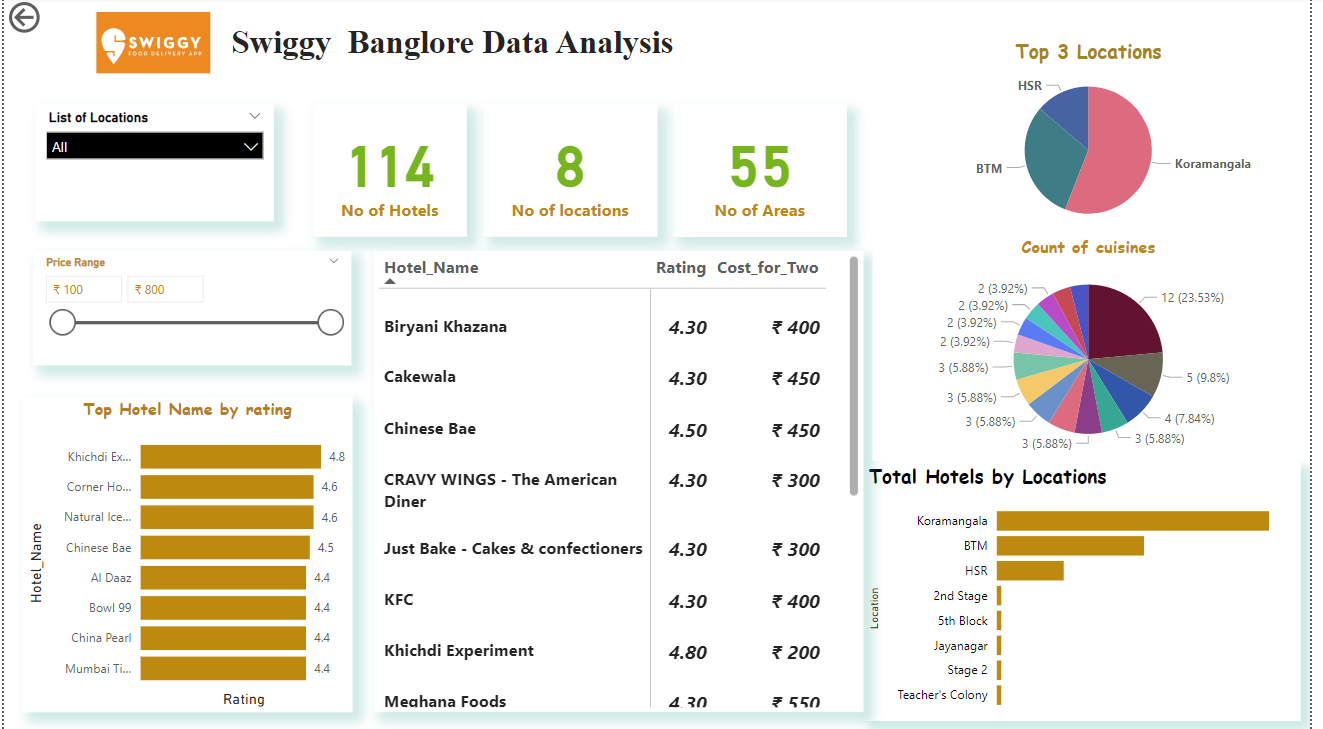 SWIGGY
FOOD DELIVERY APP
Swiggy Banglore Data Analysis
List of Locations
All
114
No of Hotels
8
No of locations
55
No of Areas
Top 3 Locations
HSR
BTM
Koramangala
Price Range
₹ 100
₹ 800
Hotel_Name Rating Cost_for_Two
Biryani Khazana 4.30 ₹ 400
Cakewala 4.30 ₹ 450
Chinese Bae 4.50 ₹ 450
CRAVY WINGS - The American 4.30 ₹ 300
Diner
Just Bake - Cakes & confectioners 4.30 ₹ 300
KFC 4.30 ₹ 400
Khichdi Experiment 4.80 ₹ 200
Meghana Foods 4.30 ₹ 550
Count of cuisines
2 (3.92%)
2 (3.92%)
2 (3.92%)
2 (3.92%)
3 (5.88%)
3 (5.88%)
3 (5.88%)
3 (5.88%)
12 (23.53%)
5 (9.8%)
4 (7.84%)
3 (5.88%)
Top Hotel Name by rating
Hotel_Name
Khichdi Ex... 4.8
Corner Ho... 4.6
Natural Ice... 4.6
Chinese Bae 4.5
Al Daaz 4.4
Bowl 99 4.4
China Pearl 4.4
Mumbai Ti... 4.4
Rating
Total Hotels by Locations
Location
Koramangala
BTM
HSR
2nd Stage
5th Block
Jayanagar
Stage 2
Teacher's Colony